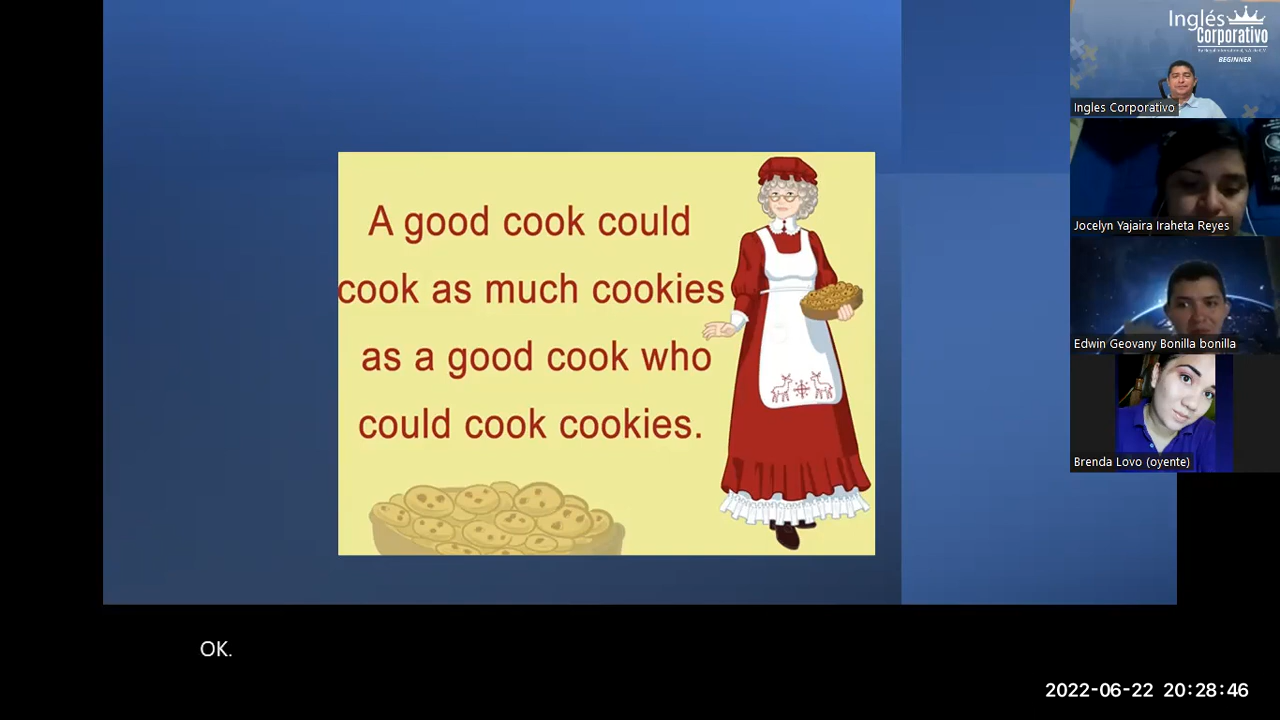 A good cook could
cook as much cookies
as a good cook who
could cook cookies.
Inglés
Corporativo
BEGINNER
Ingles Corporativo
Jocelyn Yajaira Iraheta Reyes
Edwin Geovany Bonilla bonilla
Brenda Lovo (oyente)
OK.
2022-06-22 20:28:46